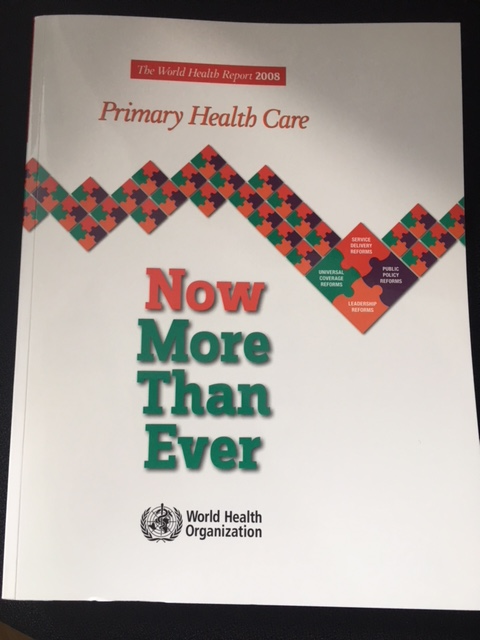 The World Health Report 2008
Primary Health Care
SERVICE
DELIVERY
REFORMS
UNIVERSAL
COVERAGE
REFORMS
PUBLIC
POLICY
REFORMS
LEADERSHIP
REFORMS
Now
More
Than
Ever
World Health
Organization